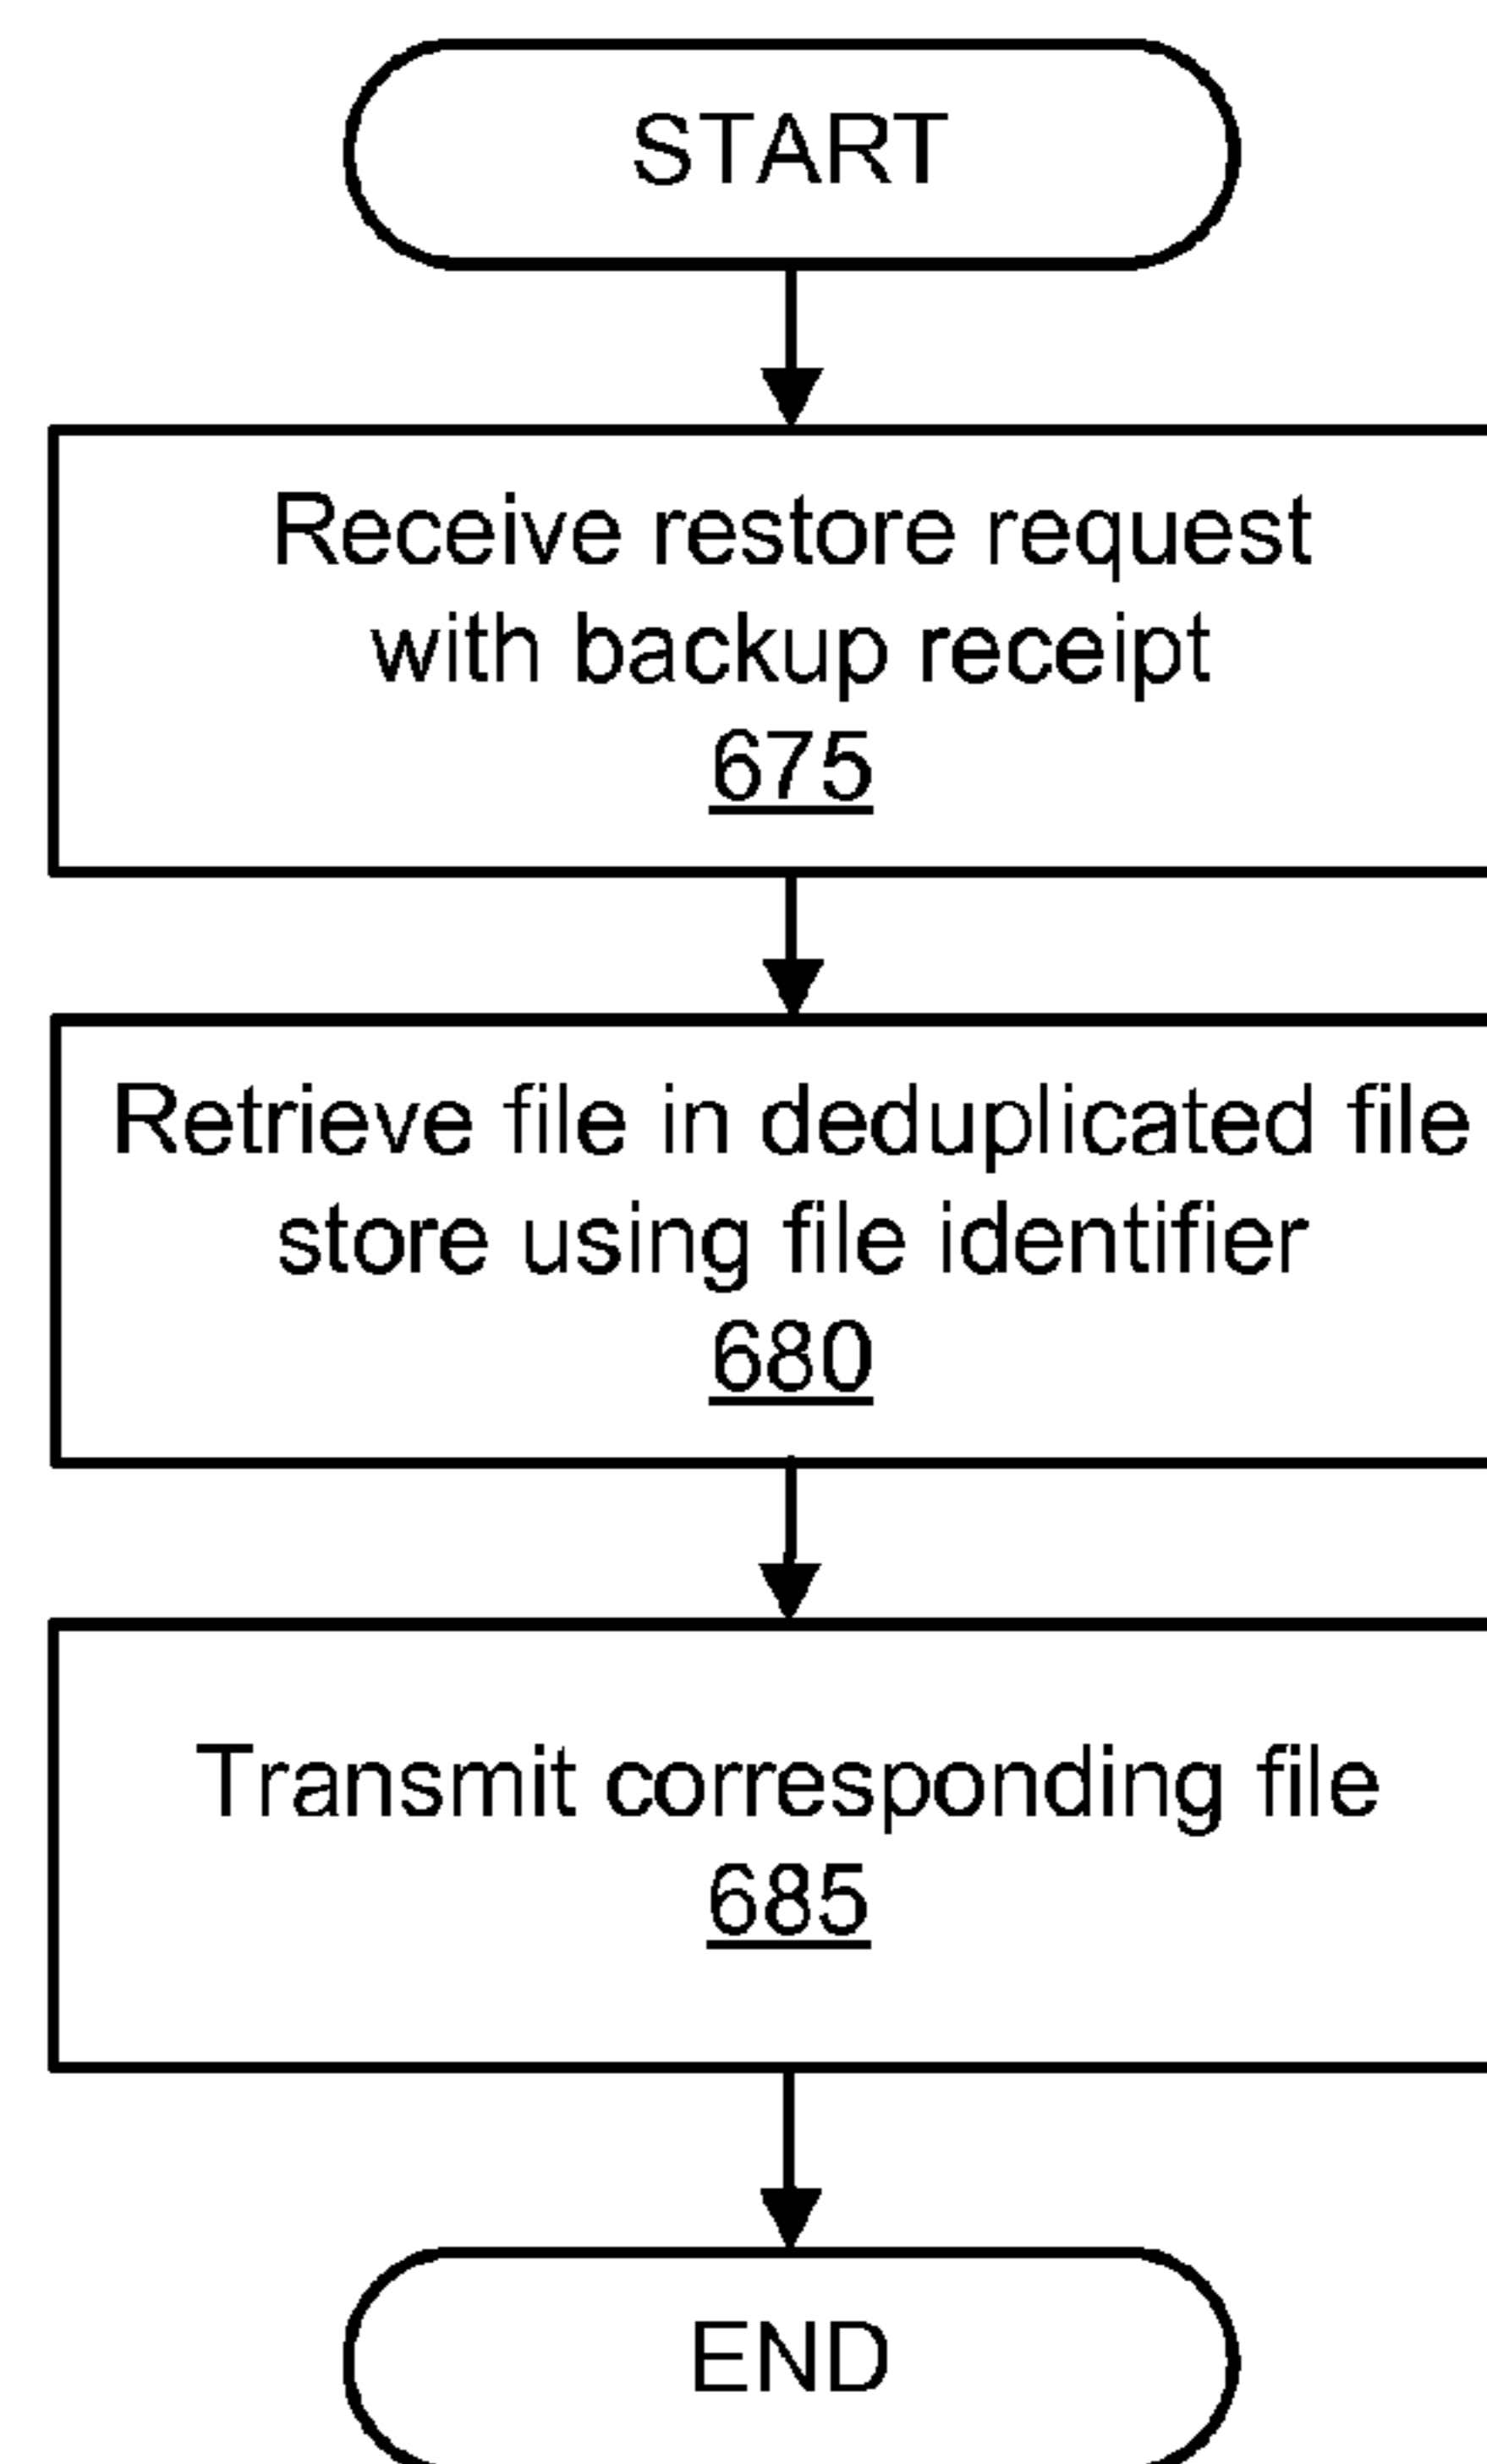 START
Receive restore request
with backup receipt
675
Retrieve file in deduplicated file
store using file identifier
680
Transmit corresponding file
685
END